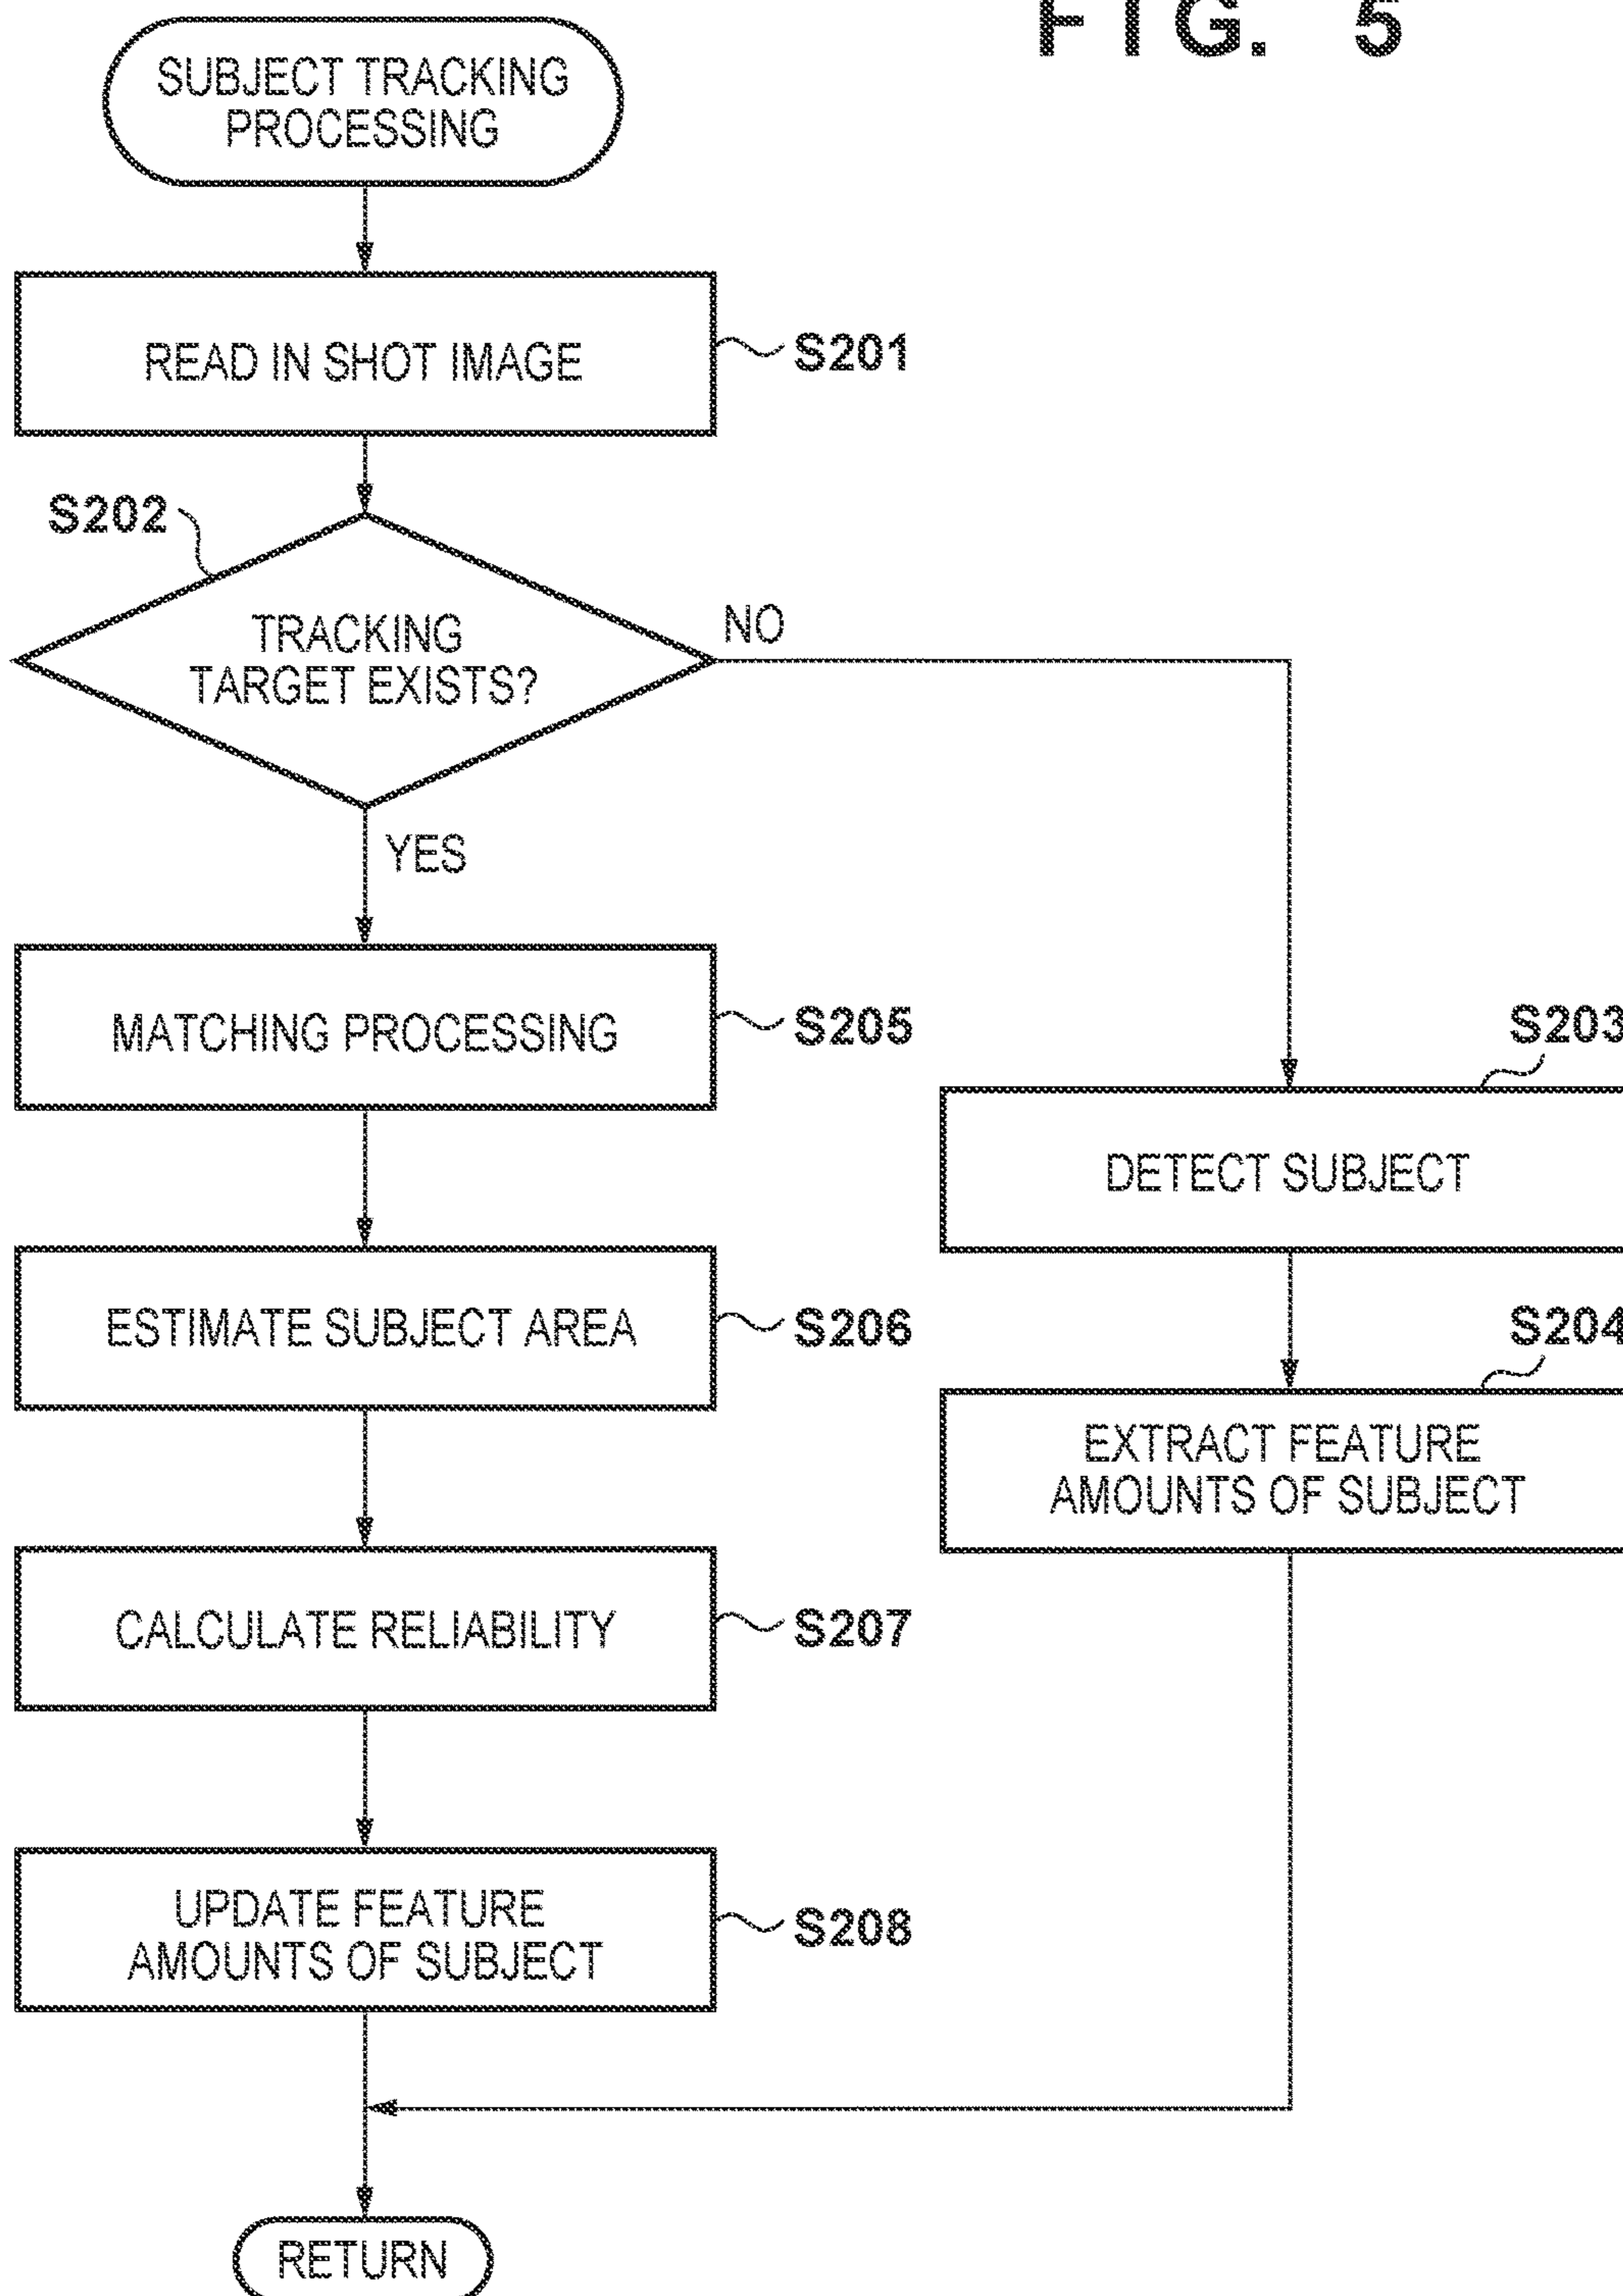 FIG. 5
SUBJECT TRACKING
PROCESSING
READ IN SHOT IMAGE
S201
S202
TRACKING
TARGET EXISTS?
NO
YES
MATCHING PROCESSING
S205
S203
DETECT SUBJECT
ESTIMATE SUBJECT AREA
S206
S204
EXTRACT FEATURE
AMOUNTS OF SUBJECT
CALCULATE RELIABILITY
S207
UPDATE FEATURE
AMOUNTS OF SUBJECT
S208
RETURN